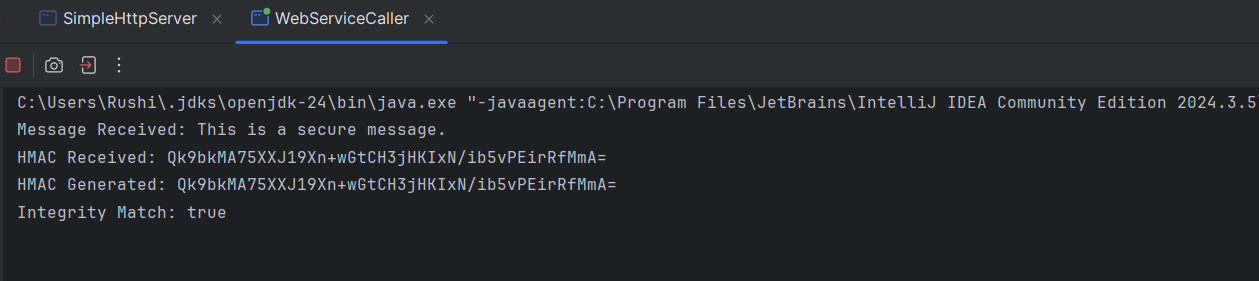 SimpleHttpServer WebServiceCaller
C:\Users\Rushi\.jdks\openjdk-24\bin\java.exe "-javaagent:C:\Program Files\JetBrains\IntelliJ IDEA Community Edition 2024.3.5\
Message Received: This is a secure message.
HMAC Received: Qk9bkMA75XXJ19Xn+wGtCH3jHKIxN/ib5vPEirRfMmA=
HMAC Generated: Qk9bkMA75XXJ19Xn+wGtCH3jHKIxN/ib5vPEirRfMmA=
Integrity Match: true